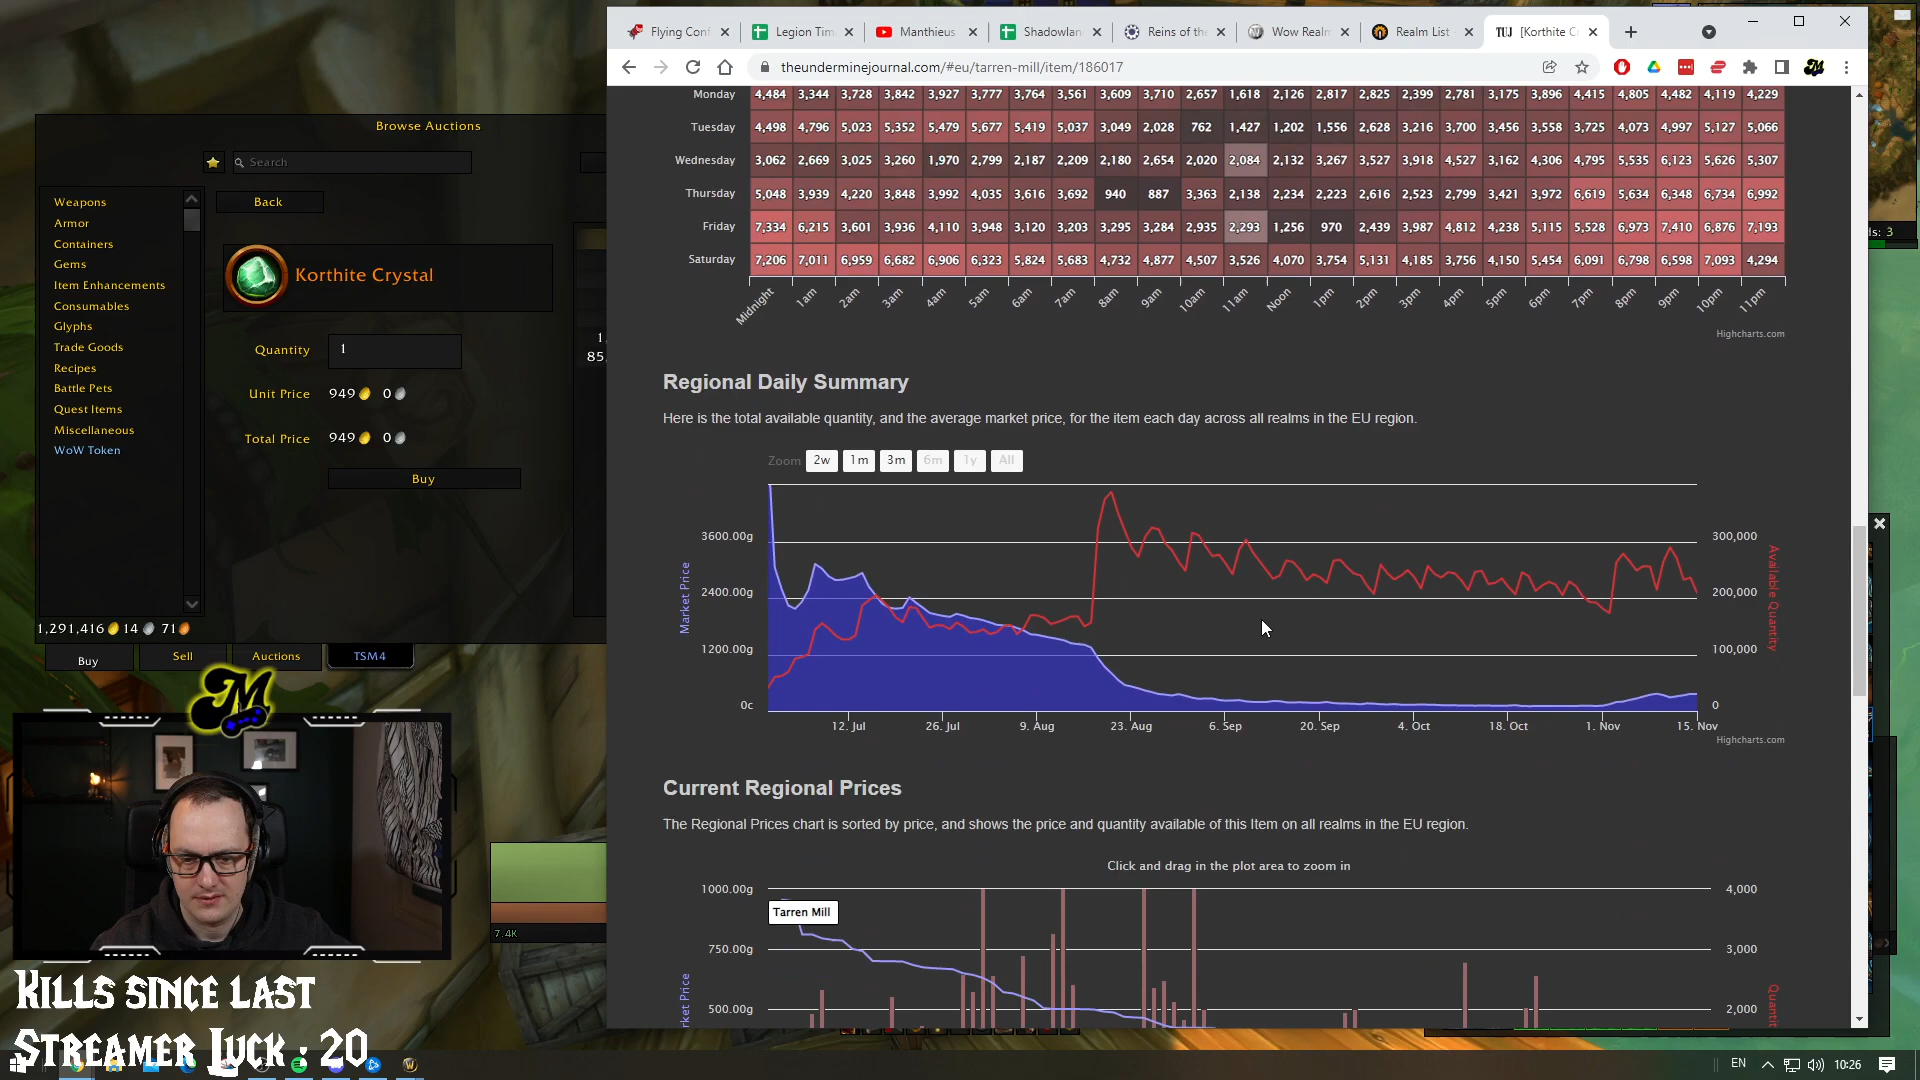 Flying Conf
Legion Tim
Manthieus
Shadowlan
Reins of the
Wow Realm
Realm List -
TUJ [Korthite C
theunderminejournal.com/#eu/tarren-mill/item/186017
Browse Auctions
Search
Weapons
Armor
Containers
Gems
Item Enhancements
Consumables
Glyphs
Trade Goods
Recipes
Battle Pets
Quest Items
Miscellaneous
WoW Token
Back
Korthite Crystal
Quantity 1
Unit Price 949 0
Total Price 949 0
Buy
1,
85,
1,291,416 14 71
Buy
Sell
Auctions
TSM4
Monday 4,484 3,344 3,728 3,842 3,927 3,777 3,764 3,561 3,609 3,710 2,657 1,618 2,126 2,817 2,825 2,399 2,781 3,175 3,896 4,415 4,805 4,482 4,119 4,229
Tuesday 4,498 4,796 5,023 5,352 5,479 5,677 5,419 5,037 3,049 2,028 762 1,427 1,202 1,556 2,628 3,216 3,700 3,456 3,558 3,725 4,073 4,997 5,127 5,066
Wednesday 3,062 2,669 3,025 3,260 1,970 2,799 2,187 2,209 2,180 2,654 2,020 2,084 2,132 3,267 3,527 3,918 4,527 3,162 4,306 4,795 5,535 6,123 5,626 5,307
Thursday 5,048 3,939 4,220 3,848 3,992 4,035 3,616 3,692 940 887 3,363 2,138 2,234 2,223 2,616 2,523 2,799 3,421 3,972 6,619 5,634 6,348 6,734 6,992
Friday 7,334 6,215 3,601 3,936 4,110 3,948 3,120 3,203 3,295 3,284 2,935 2,293 1,256 970 2,439 3,987 4,812 4,238 5,115 5,528 6,973 7,410 6,876 7,193
Saturday 7,206 7,011 6,959 6,682 6,906 6,323 5,824 5,683 4,732 4,877 4,507 3,526 4,070 3,754 5,131 4,185 3,756 4,150 5,454 6,091 6,798 6,598 7,093 4,294
Midnight 1am 2am 3am 4am 5am 6am 7am 8am 9am 10am 11am Noon 1pm 2pm 3pm 4pm 5pm 6pm 7pm 8pm 9pm 10pm 11pm
Highcharts.com
Regional Daily Summary
Here is the total available quantity, and the average market price, for the item each day across all realms in the EU region.
Zoom 2w 1m 3m 6m 1y All
Market Price
3600.00g
2400.00g
1200.00g
0c
300,000
200,000
100,000
0
Available Quantity
12. Jul 26. Jul 9. Aug 23. Aug 6. Sep 20. Sep 4. Oct 18. Oct 1. Nov 15. Nov
Highcharts.com
Current Regional Prices
The Regional Prices chart is sorted by price, and shows the price and quantity available of this Item on all realms in the EU region.
Click and drag in the plot area to zoom in
1000.00g
750.00g
500.00g
rket Price
Tarren Mill
4,000
3,000
2,000
Quantit
ls: 3
M
7.4K
Kills since last
Streamer Luck : 20
EN
10:26